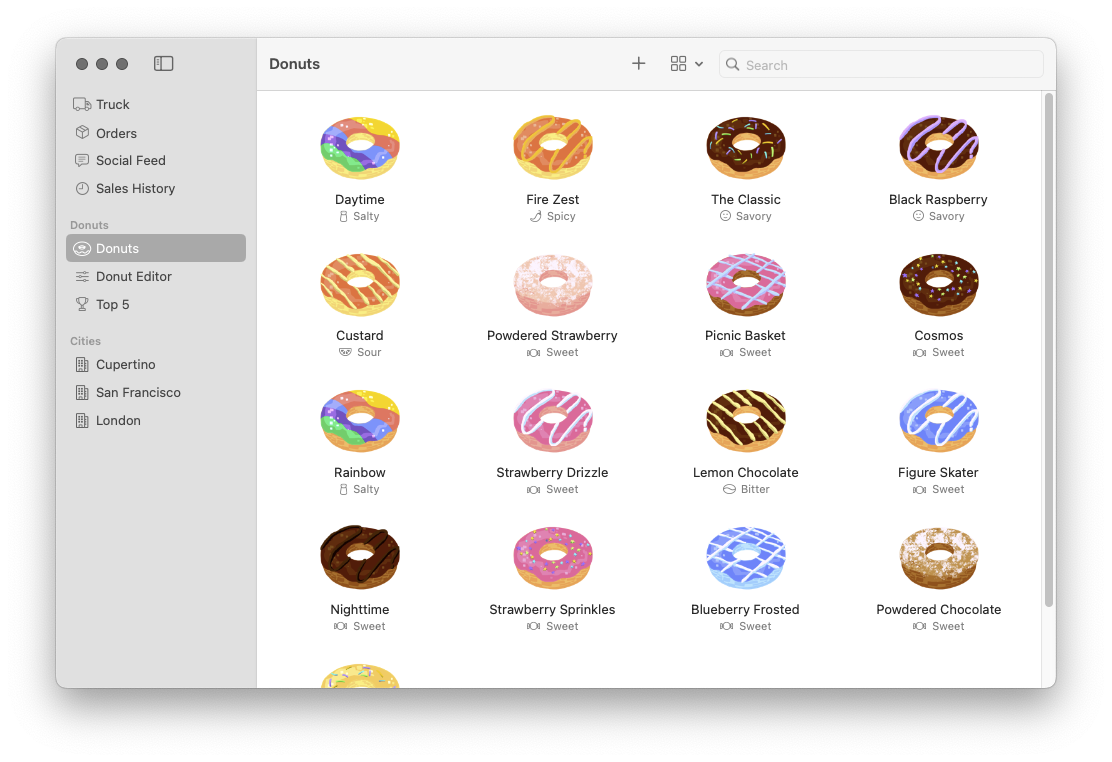 Donuts
Search
Truck
Orders
Social Feed
Sales History
Donuts
Donuts
Donut Editor
Top 5
Cities
Cupertino
San Francisco
London
Daytime
Salty
Fire Zest
Spicy
The Classic
Savory
Black Raspberry
Savory
Custard
Sour
Powdered Strawberry
Sweet
Picnic Basket
Sweet
Cosmos
Sweet
Rainbow
Salty
Strawberry Drizzle
Sweet
Lemon Chocolate
Bitter
Figure Skater
Sweet
Nighttime
Sweet
Strawberry Sprinkles
Sweet
Blueberry Frosted
Sweet
Powdered Chocolate
Sweet